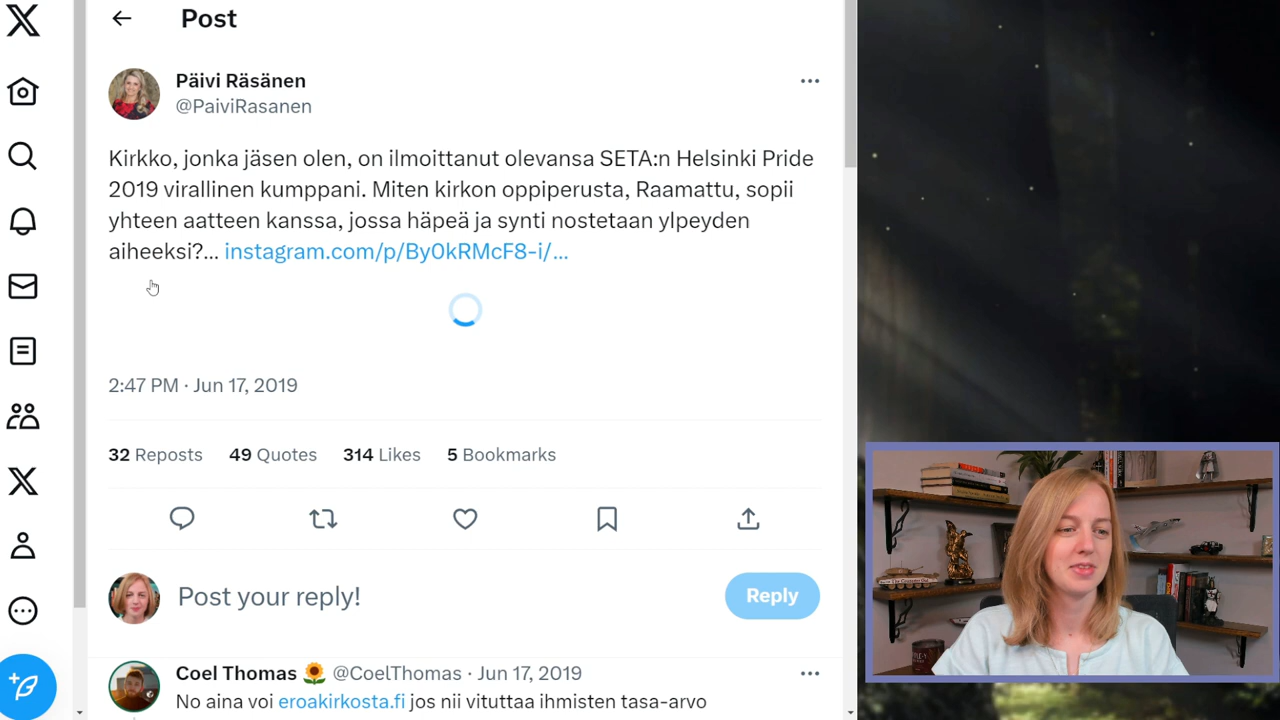 Post
Päivi Räsänen
@PaiviRasanen
Kirkko, jonka jäsen olen, on ilmoittanut olevansa SETA:n Helsinki Pride
2019 virallinen kumppani. Miten kirkon oppiperusta, Raamattu, sopii
yhteen aatteen kanssa, jossa häpeä ja synti nostetaan ylpeyden
aiheeksi?... instagram.com/p/By0kRMcF8-i/...
2:47 PM · Jun 17, 2019
32 Reposts 49 Quotes 314 Likes 5 Bookmarks
Post your reply!
Reply
Coel Thomas 🌻 @CoelThomas · Jun 17, 2019
No aina voi eroakirkosta.fi jos nii vituttaa ihmisten tasa-arvo